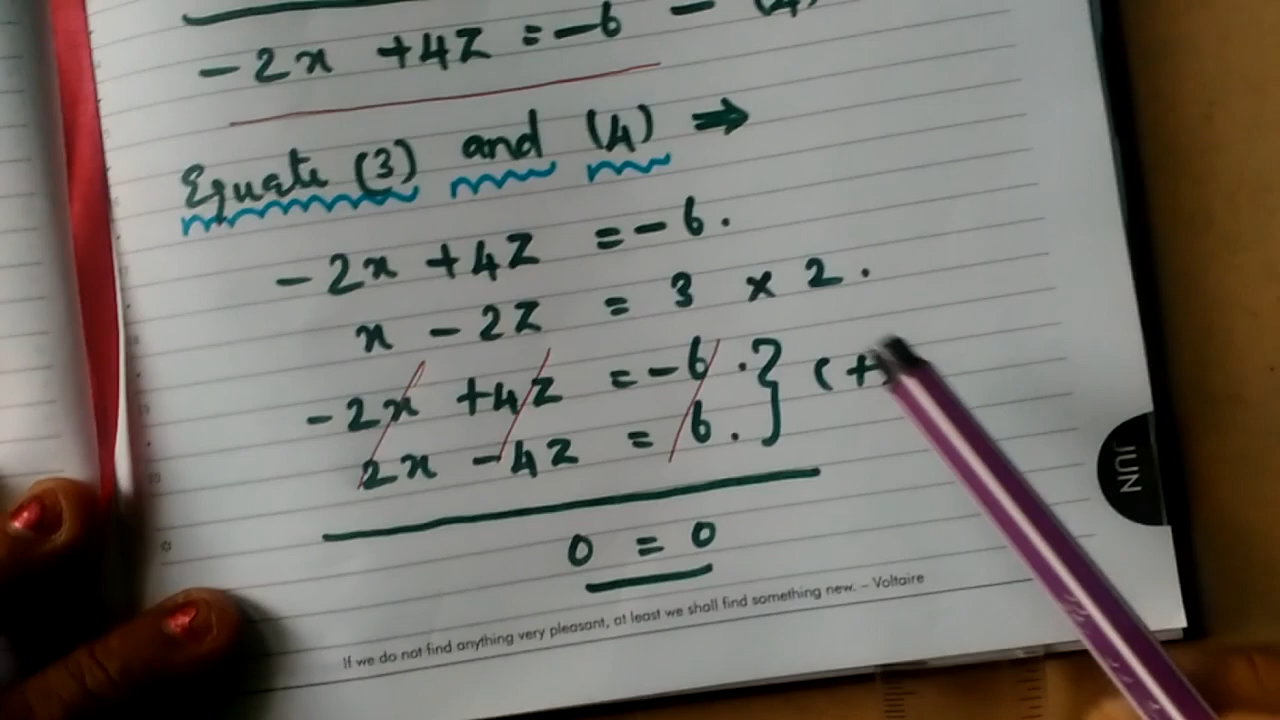 -2x +4Z = -6 - (4)
Equate (3) and (4) ⇒
-2x +4Z = -6.
x - 2Z = 3 × 2.
-2x +4Z = -6. } (+)
2x -4Z = 6.
0 = 0
JUN
If we do not find anything very pleasant, at least we shall find something new. – Voltaire